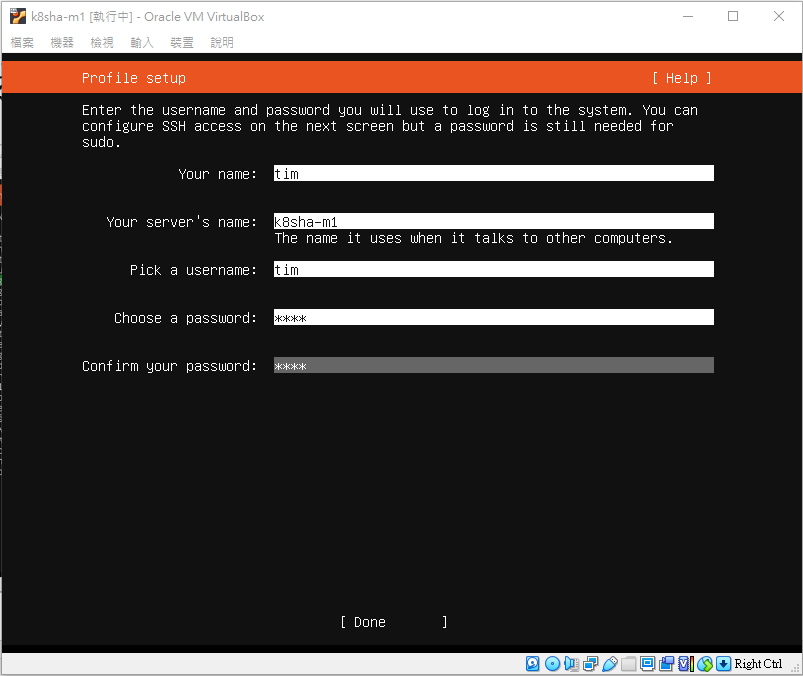 k8sha-m1 [執行中] - Oracle VM VirtualBox
檔案 機器 檢視 輸入 裝置 說明
Profile setup [ Help ]
Enter the username and password you will use to log in to the system. You can
configure SSH access on the next screen but a password is still needed for
sudo.
Your name: tim
Your server's name: k8sha-m1
The name it uses when it talks to other computers.
Pick a username: tim
Choose a password: ****
Confirm your password: ****
[ Done ]
Right Ctrl